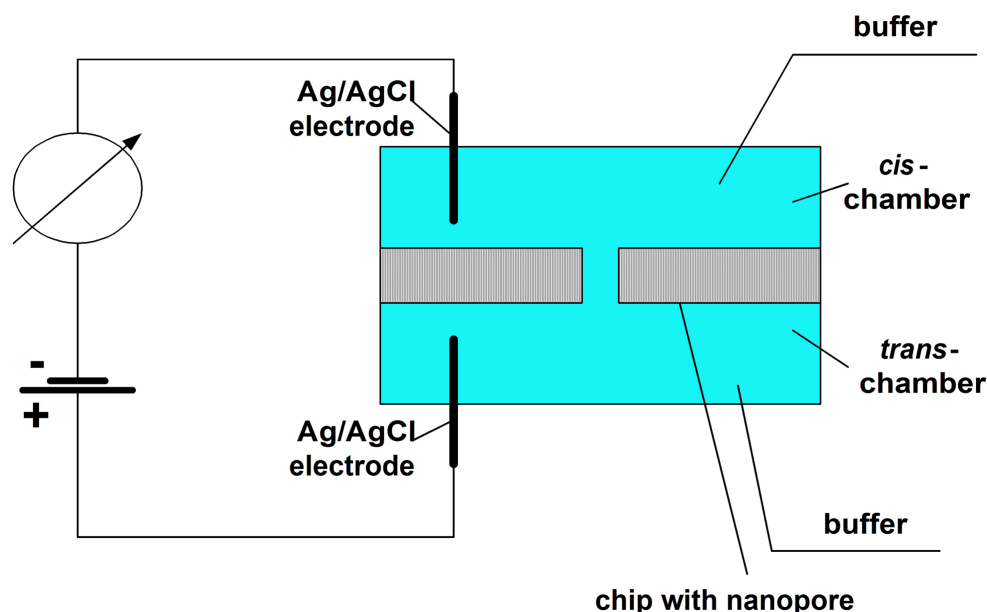 buffer
Ag/AgCl
electrode
cis-
chamber
-
+
trans-
chamber
Ag/AgCl
electrode
buffer
chip with nanopore